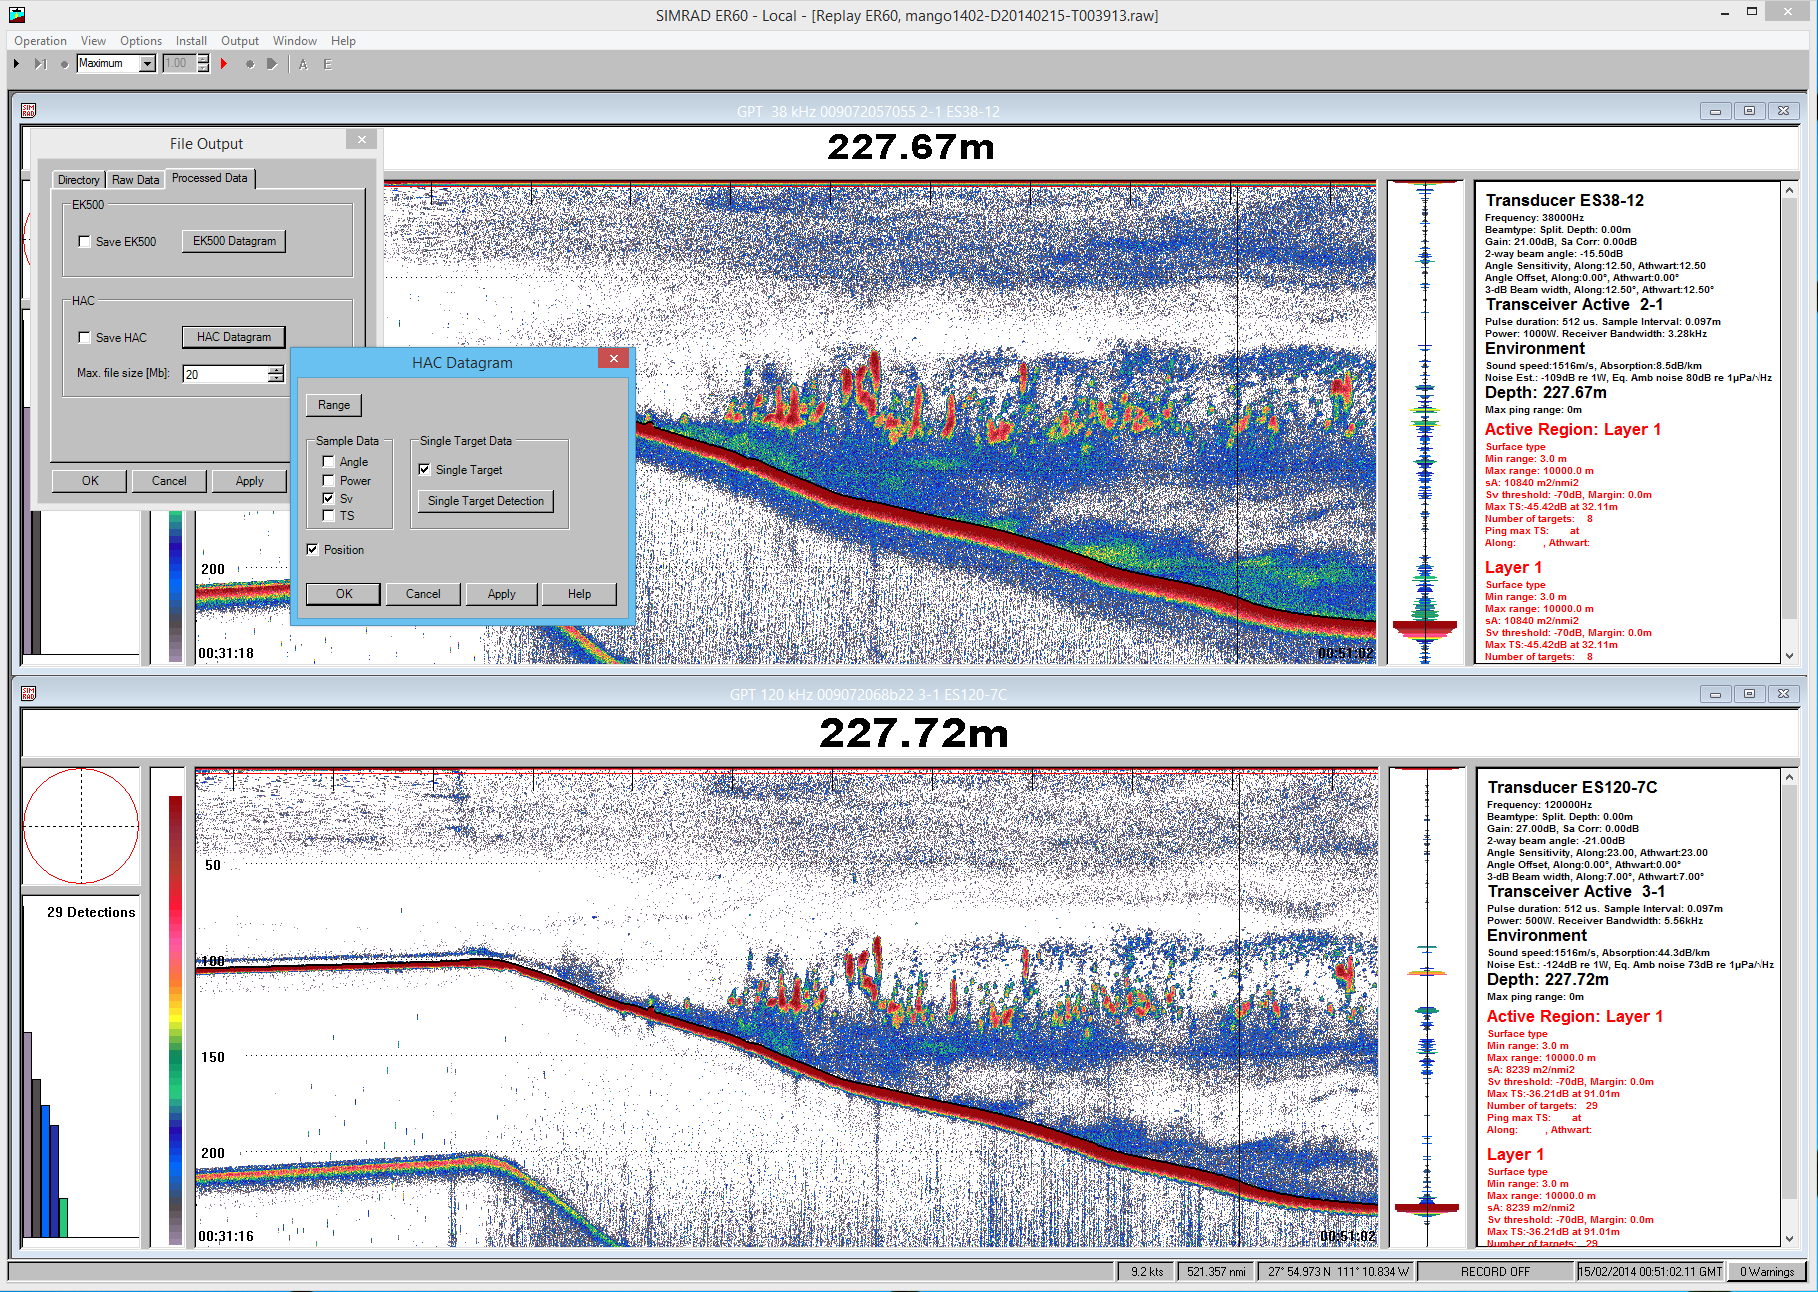 SIMRAD ER60 - Local - [Replay ER60, mango1402-D20140215-T003913.raw]
Operation View Options Install Output Window Help
Maximum 1.00 A E
SIM RAD
GPT 38 kHz 009072057055 2-1 ES38-12
227.67m
File Output
Directory Raw Data Processed Data
EK500
Save EK500 EK500 Datagram
HAC
Save HAC HAC Datagram
Max. file size [Mb]: 20
OK Cancel Apply
HAC Datagram
Range
Sample Data
Angle
Power
Sv
TS
Single Target Data
Single Target
Single Target Detection
Position
OK Cancel Apply Help
200
00:31:18
00:51:02
Transducer ES38-12
Frequency: 38000Hz
Beamtype: Split. Depth: 0.00m
Gain: 21.00dB, Sa Corr: 0.00dB
2-way beam angle: -15.50dB
Angle Sensitivity, Along:12.50, Athwart:12.50
Angle Offset, Along:0.00°, Athwart:0.00°
3-dB Beam width, Along:12.50°, Athwart:12.50°
Transceiver Active 2-1
Pulse duration: 512 us. Sample Interval: 0.097m
Power: 1000W. Receiver Bandwidth: 3.28kHz
Environment
Sound speed:1516m/s, Absorption:8.5dB/km
Noise Est.: -109dB re 1W, Eq. Amb noise 80dB re 1µPa/√Hz
Depth: 227.67m
Max ping range: 0m
Active Region: Layer 1
Surface type
Min range: 3.0 m
Max range: 10000.0 m
sA: 10840 m2/nmi2
Sv threshold: -70dB, Margin: 0.0m
Max TS:-45.42dB at 32.11m
Number of targets: 8
Ping max TS: at
Along: , Athwart:
Layer 1
Surface type
Min range: 3.0 m
Max range: 10000.0 m
sA: 10840 m2/nmi2
Sv threshold: -70dB, Margin: 0.0m
Max TS:-45.42dB at 32.11m
Number of targets: 8
SIM RAD
GPT 120 kHz 009072068b22 3-1 ES120-7C
227.72m
29 Detections
50
100
150
200
00:31:16
00:51:02
Transducer ES120-7C
Frequency: 120000Hz
Beamtype: Split. Depth: 0.00m
Gain: 27.00dB, Sa Corr: 0.00dB
2-way beam angle: -21.00dB
Angle Sensitivity, Along:23.00, Athwart:23.00
Angle Offset, Along:0.00°, Athwart:0.00°
3-dB Beam width, Along:7.00°, Athwart:7.00°
Transceiver Active 3-1
Pulse duration: 512 us. Sample Interval: 0.097m
Power: 500W. Receiver Bandwidth: 5.56kHz
Environment
Sound speed:1516m/s, Absorption:44.3dB/km
Noise Est.: -124dB re 1W, Eq. Amb noise 73dB re 1µPa/√Hz
Depth: 227.72m
Max ping range: 0m
Active Region: Layer 1
Surface type
Min range: 3.0 m
Max range: 10000.0 m
sA: 8239 m2/nmi2
Sv threshold: -70dB, Margin: 0.0m
Max TS:-36.21dB at 91.01m
Number of targets: 29
Ping max TS: at
Along: , Athwart:
Layer 1
Surface type
Min range: 3.0 m
Max range: 10000.0 m
sA: 8239 m2/nmi2
Sv threshold: -70dB, Margin: 0.0m
Max TS:-36.21dB at 91.01m
Number of targets: 29
9.2 kts 521.357 nmi 27° 54.973 N 111° 10.834 W RECORD OFF 15/02/2014 00:51:02.11 GMT 0 Warnings